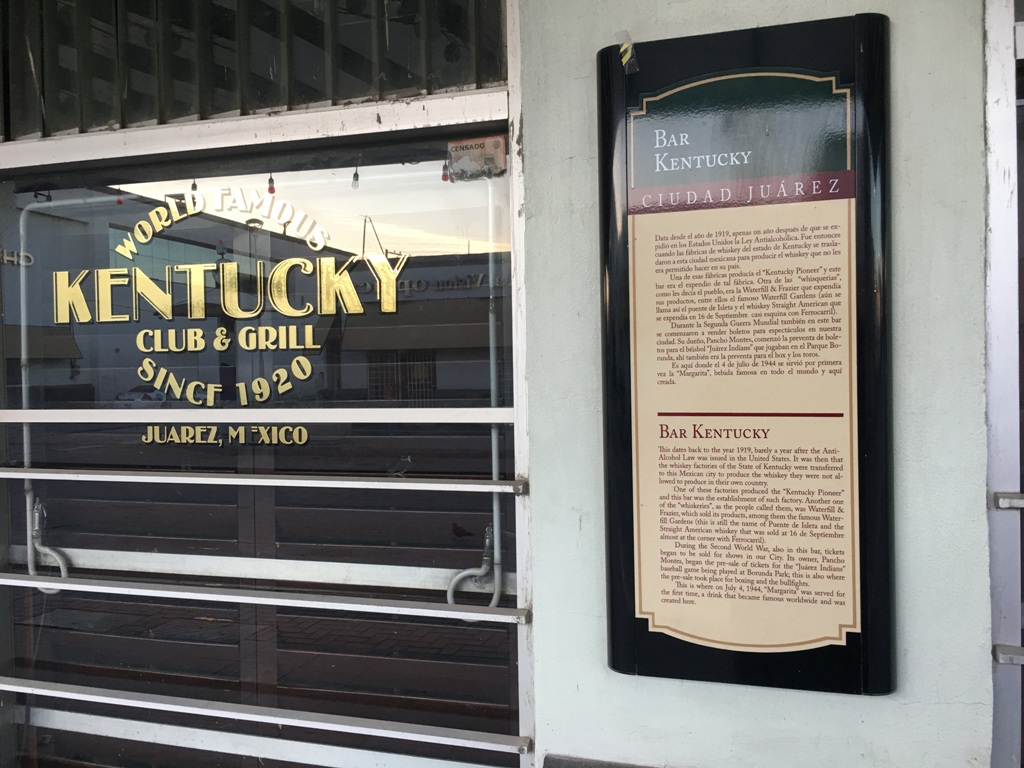 CENSADO
WORLD FAMOUS
KENTUCKY
CLUB & GRILL
SINCE 1920
JUAREZ, M XICO
BAR
KENTUCKY
CIUDAD JUÁREZ
Data desde el año de 1919, apenas un año después de que se ex-
pidió en los Estados Unidos la Ley Antialcohólica. Fue entonces
cuando las fábricas de whiskey del estado de Kentucky se trasla-
daron a esta ciudad mexicana para producir el whiskey que no les
era permitido hacer en su país.
Una de esas fábricas producía el "Kentucky Pioneer" y este
bar era el expendio de tal fábrica. Otra de las "whisquerías",
como les decía el pueblo, era la Waterfill & Frazier que expendía
sus productos, entre ellos el famoso Waterfill Gardens (aún se
llama así el puente de Isleta y el whiskey Straight American que
se expendía en 16 de Septiembre casi esquina con Ferrocarril).
Durante la Segunda Guerra Mundial también en este bar
se comenzaron a vender boletos para espectáculos en nuestra
ciudad. Su dueño, Pancho Montes, comenzó la preventa de bole-
tos para el béisbol "Juárez Indians" que jugaban en el Parque Bo-
runda, ahí también era la preventa para el box y los toros.
Es aquí donde el 4 de julio de 1944 se sirvió por primera
vez la "Margarita", bebida famosa en todo el mundo y aquí
creada.
BAR KENTUCKY
This dates back to the year 1919, barely a year after the Anti-
Alcohol Law was issued in the United States. It was then that
the whiskey factories of the State of Kentucky were transferred
to this Mexican city to produce the whiskey they were not al-
lowed to produce in their own country.
One of these factories produced the "Kentucky Pioneer"
and this bar was the establishment of such factory. Another one
of the "whiskeries", as the people called them, was Waterfill &
Frazier, which sold its products, among them the famous Water-
fill Gardens (this is still the name of Puente de Isleta and the
Straight American whiskey that was sold at 16 de Septiembre
almost at the corner with Ferrocarril).
During the Second World War, also in this bar, tickets
began to be sold for shows in our City. Its owner, Pancho
Montes, began the pre-sale of tickets for the "Juárez Indians"
baseball game being played at Borunda Park; this is also where
the pre-sale took place for boxing and the bullfights.
This is where on July 4, 1944, "Margarita" was served for
the first time, a drink that became famous worldwide and was
created here.